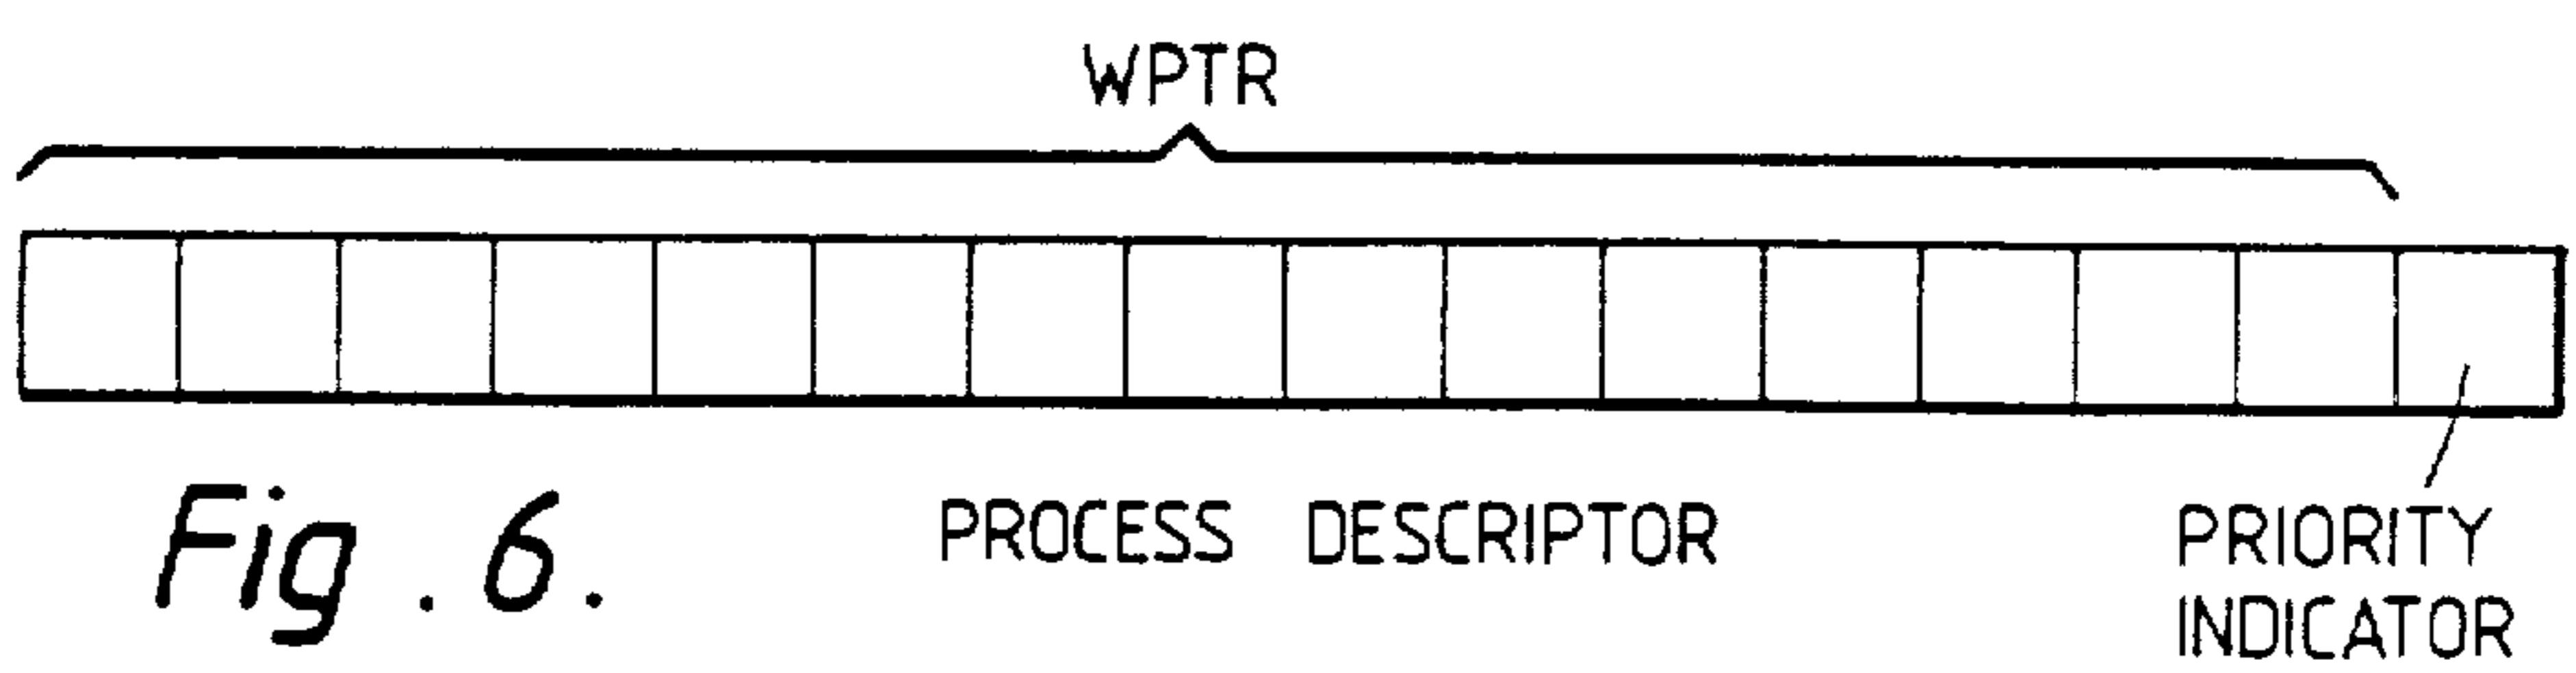 WPTR
Fig. 6.
PROCESS DESCRIPTOR
PRIORITY
INDICATOR